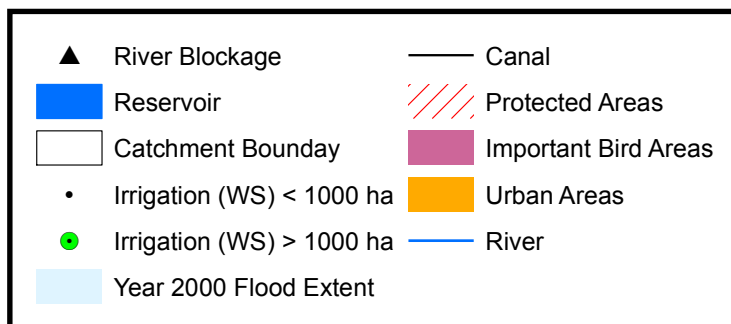 River Blockage
Reservoir
Catchment Bounday
Irrigation (WS) < 1000 ha
Irrigation (WS) > 1000 ha
Year 2000 Flood Extent
Canal
Protected Areas
Important Bird Areas
Urban Areas
River